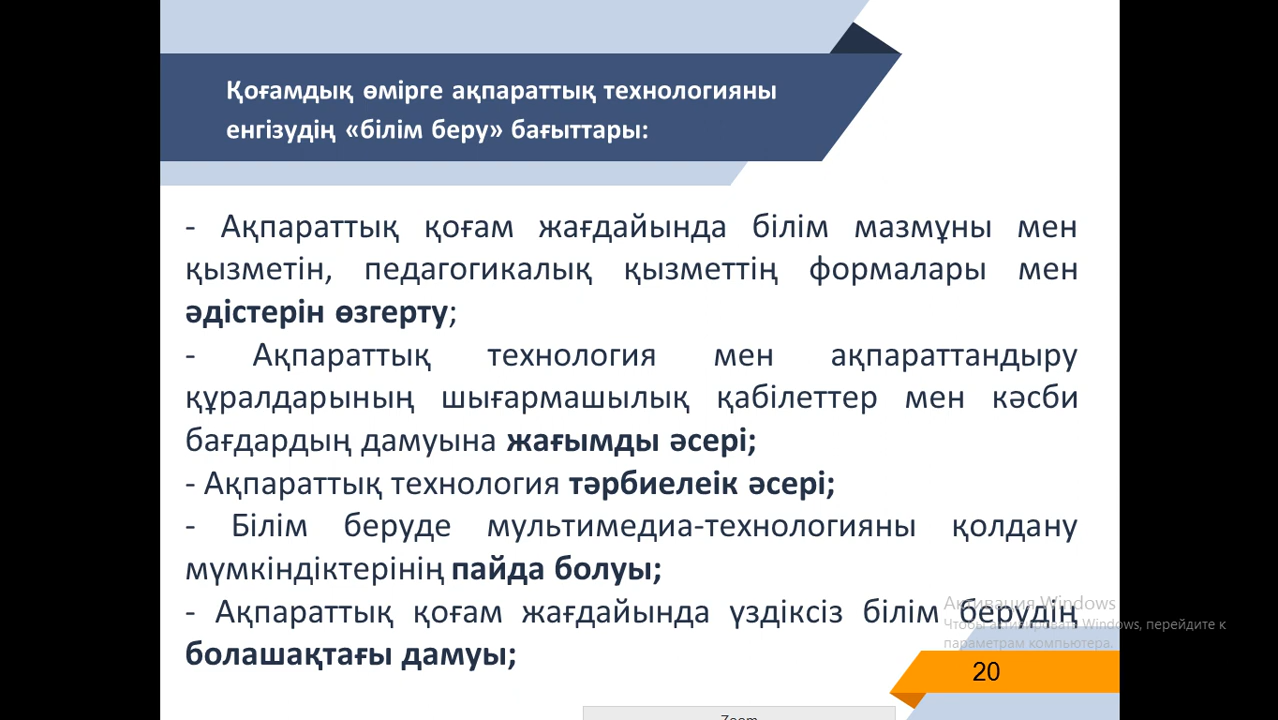 Қоғамдық өмірге ақпараттық технологияны
енгізудің «білім беру» бағыттары:
- Ақпараттық қоғам жағдайында білім мазмұны мен
қызметін, педагогикалық қызметтің формалары мен
әдістерін өзгерту;
- Ақпараттық технология мен ақпараттандыру
құралдарының шығармашылық қабілеттер мен кәсби
бағдардың дамуына жағымды әсері;
- Ақпараттық технология тәрбиелеік әсері;
- Білім беруде мультимедиа-технологияны қолдану
мүмкіндіктерінің пайда болуы;
- Ақпараттық қоғам жағдайында үздіксіз білім берудің
болашақтағы дамуы;
Активация Windows
Чтобы активировать Windows, перейдите к
параметрам компьютера.
20
Zoom